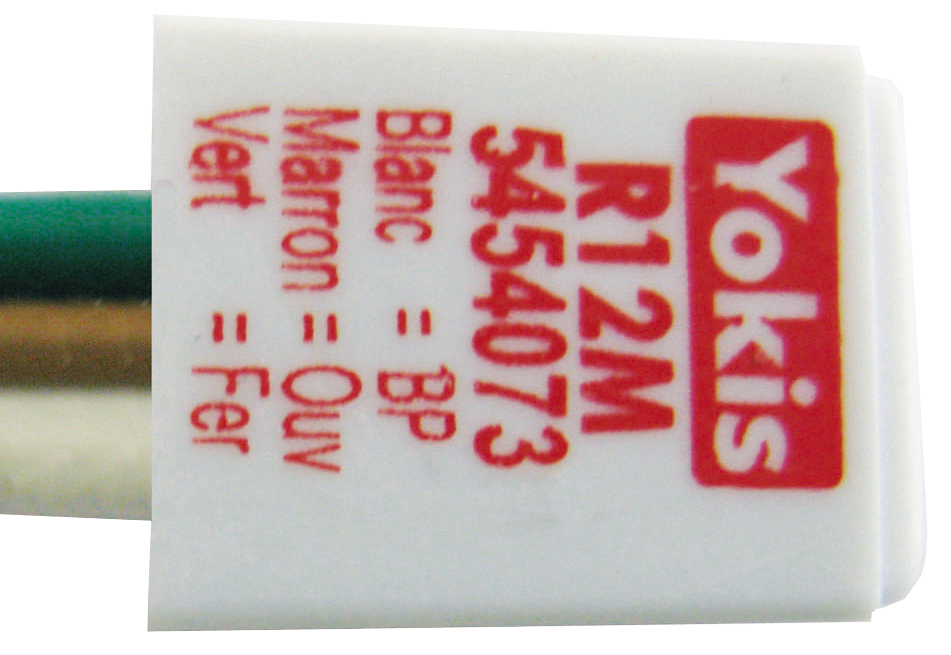 Yokis
R12M
5454073
Blanc = BP
Marron = Ouv
Vert = Fer